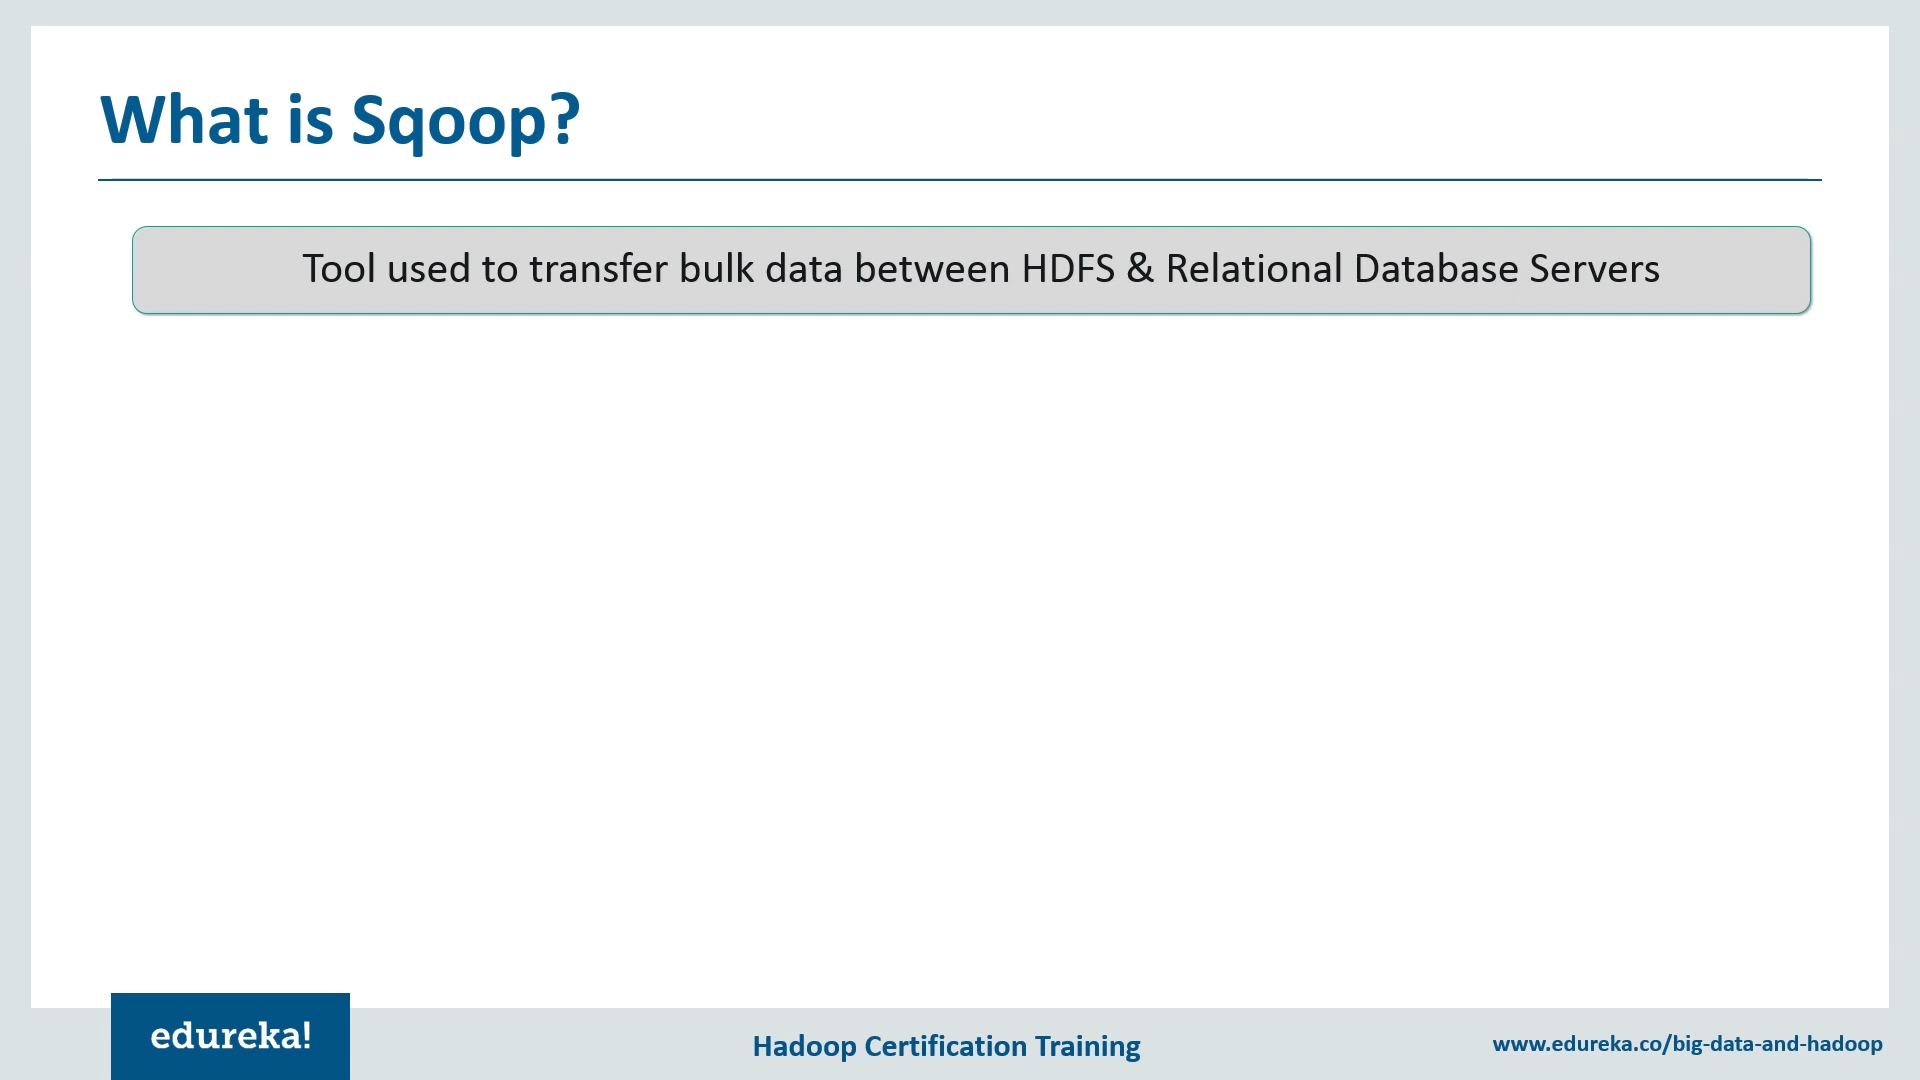 What is Sqoop?
Tool used to transfer bulk data between HDFS & Relational Database Servers
edureka!
Hadoop Certification Training
www.edureka.co/big-data-and-hadoop